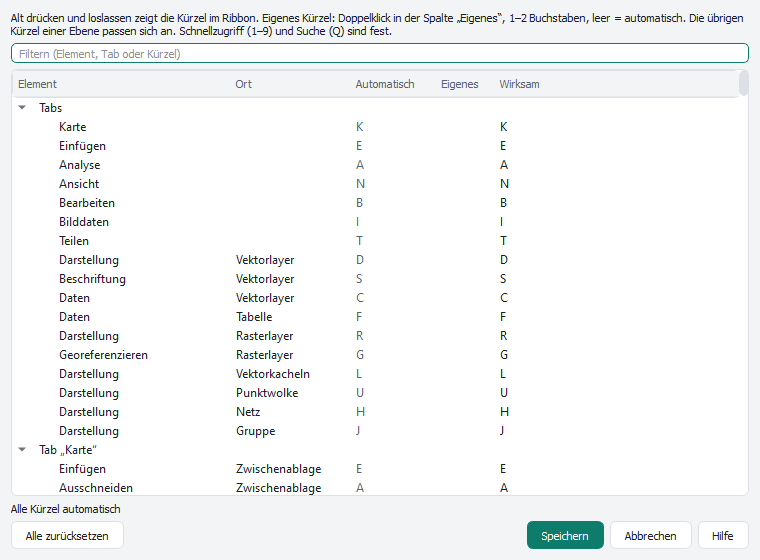 Alt drücken und loslassen zeigt die Kürzel im Ribbon. Eigenes Kürzel: Doppelklick in der Spalte „Eigenes“, 1–2 Buchstaben, leer = automatisch. Die übrigen
Kürzel einer Ebene passen sich an. Schnellzugriff (1–9) und Suche (Q) sind fest.
Filtern (Element, Tab oder Kürzel)
Element Ort Automatisch Eigenes Wirksam
Tabs
Karte K K
Einfügen E E
Analyse A A
Ansicht N N
Bearbeiten B B
Bilddaten I I
Teilen T T
Darstellung Vektorlayer D D
Beschriftung Vektorlayer S S
Daten Vektorlayer C C
Daten Tabelle F F
Darstellung Rasterlayer R R
Georeferenzieren Rasterlayer G G
Darstellung Vektorkacheln L L
Darstellung Punktwolke U U
Darstellung Netz H H
Darstellung Gruppe J J
Tab „Karte“
Einfügen Zwischenablage E E
Ausschneiden Zwischenablage A A
Alle Kürzel automatisch
Alle zurücksetzen Speichern Abbrechen Hilfe